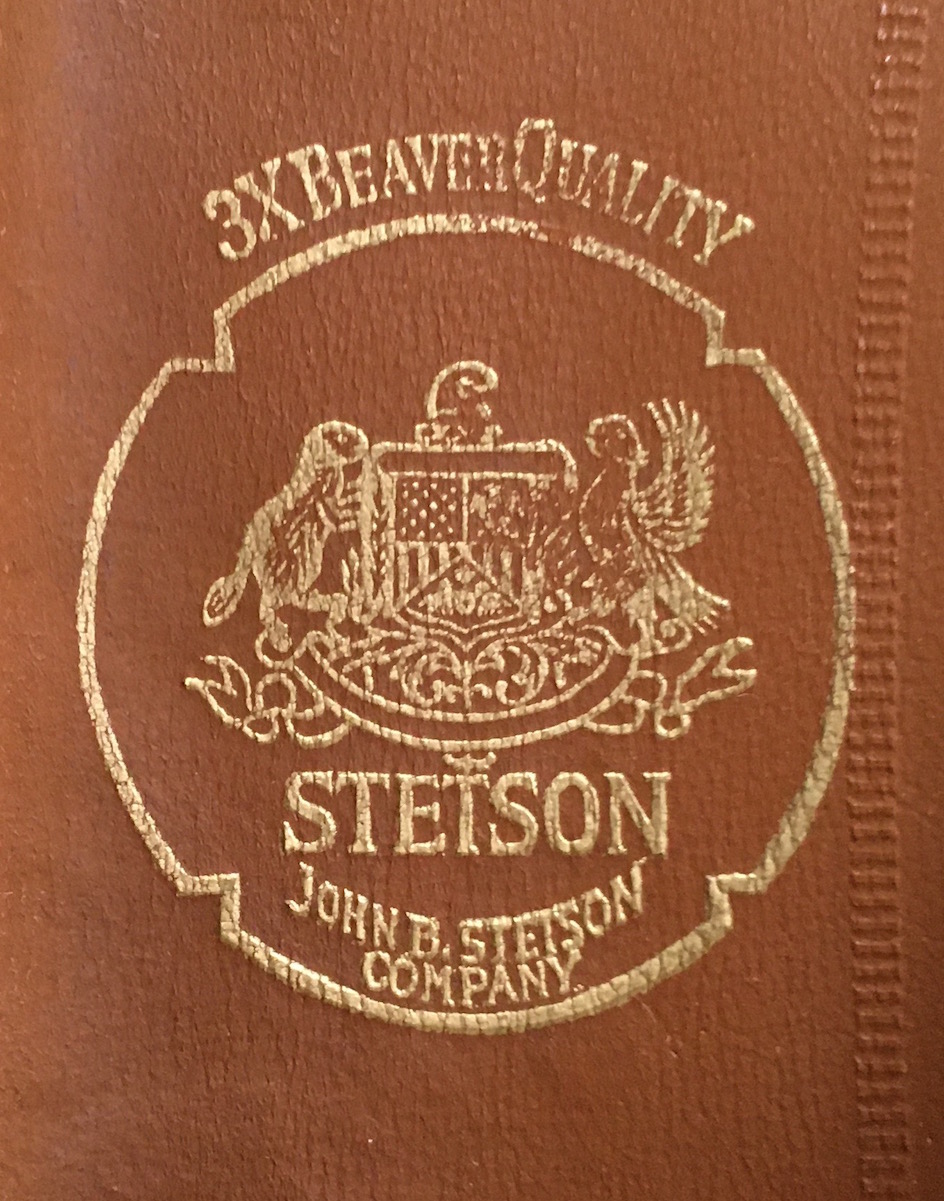 3X BEAVER QUALITY
STETSON
JOHN B. STETSON
COMPANY.